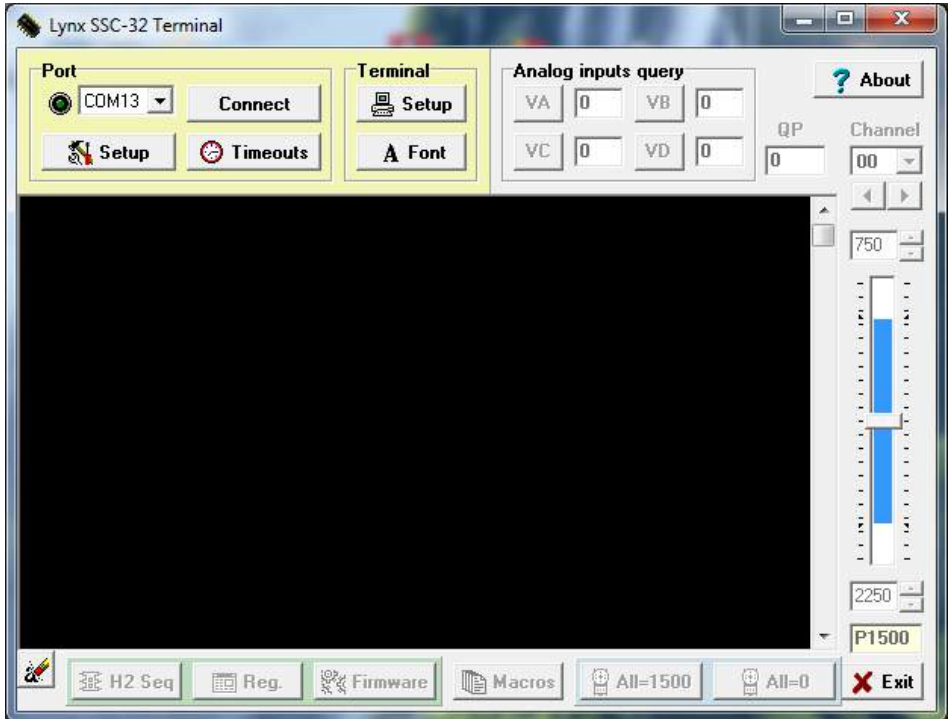 Lynx SSC-32 Terminal
Port
COM13
Connect
Setup
Timeouts
Terminal
Setup
A Font
Analog inputs query
VA 0
VB 0
VC 0
VD 0
? About
QP
0
Channel
00
750
2250
P1500
H2 Seq
Reg.
Firmware
Macros
All=1500
All=0
Exit